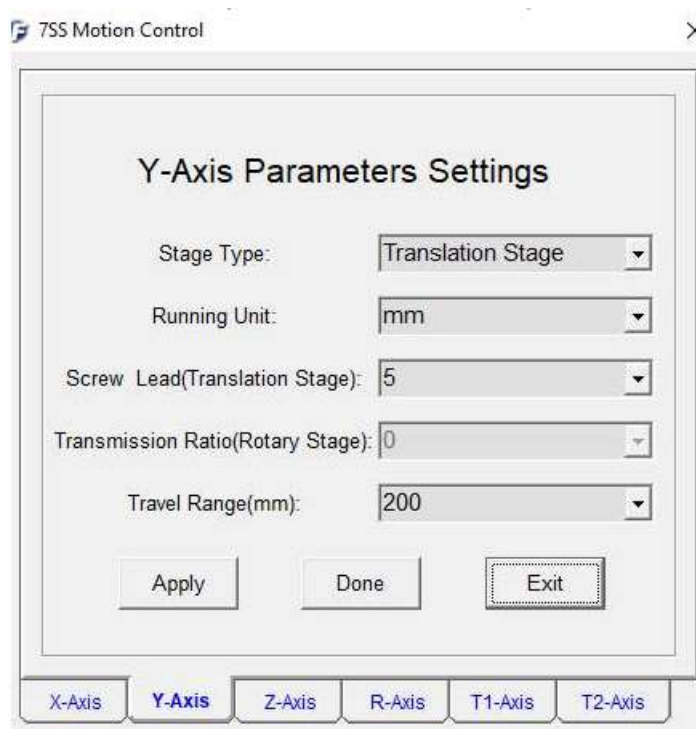 7SS Motion Control
Y-Axis Parameters Settings
Stage Type: Translation Stage
Running Unit: mm
Screw Lead(Translation Stage): 5
Transmission Ratio(Rotary Stage): 0
Travel Range(mm): 200
Apply Done Exit
X-Axis Y-Axis Z-Axis R-Axis T1-Axis T2-Axis